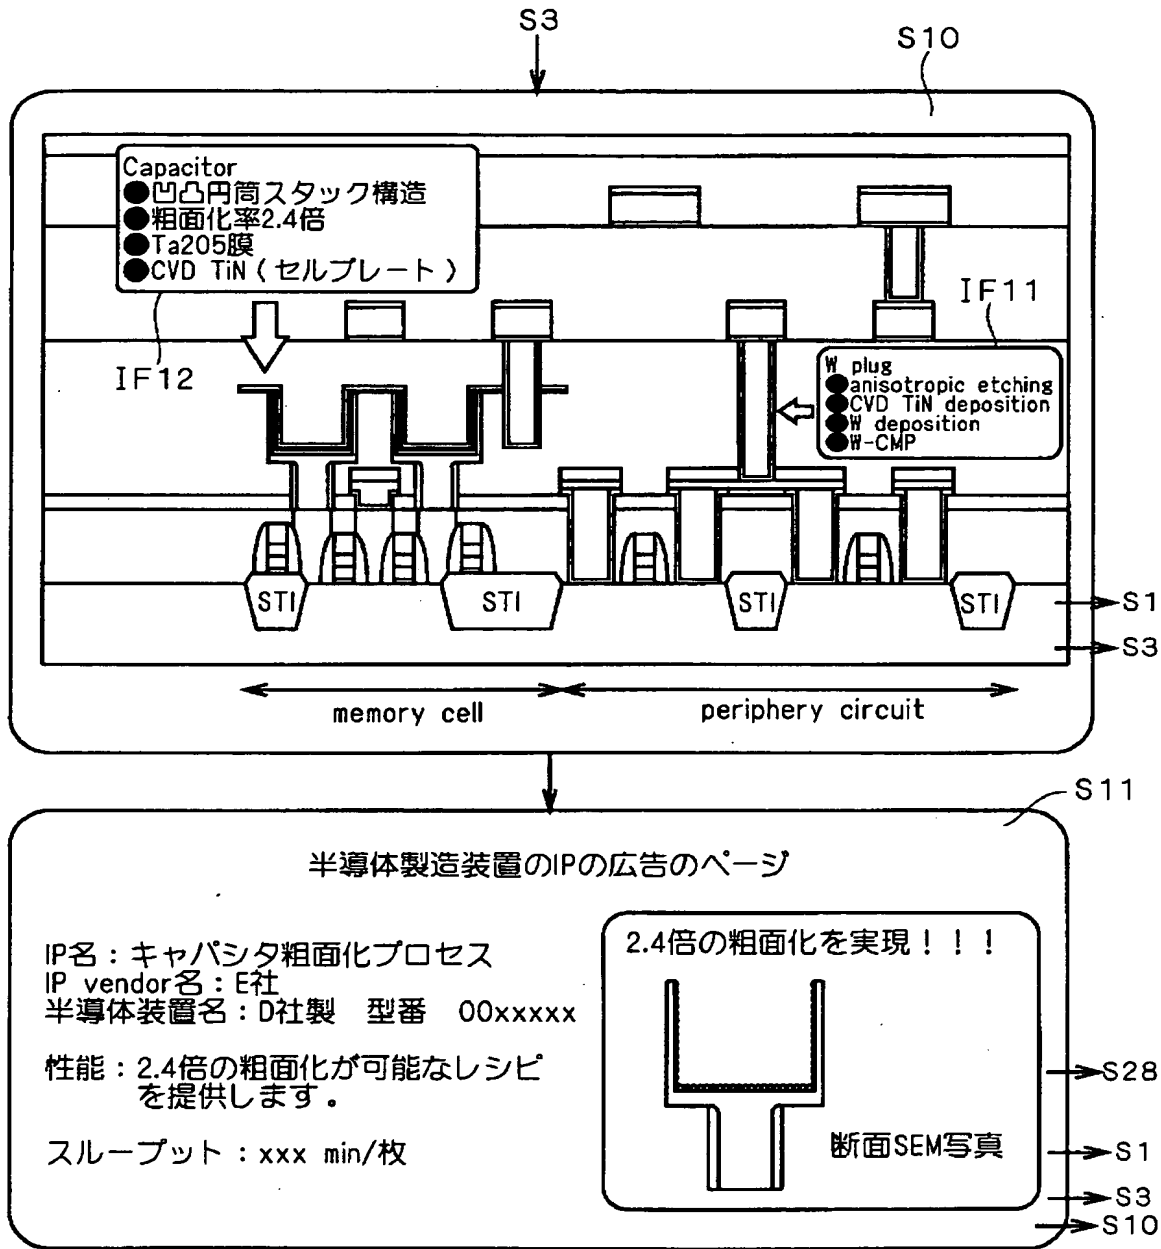 S3
S10
Capacitor
●凹凸円筒スタック構造
●粗面化率2.4倍
●Ta205膜
●CVD TiN(セルプレート)
IF11
IF12
W plug
●anisotropic etching
●CVD TiN deposition
●W deposition
●W-CMP
STI
STI
STI
STI
S1
S3
memory cell
periphery circuit
S11
半導体製造装置のIPの広告のページ
IP名:キャパシタ粗面化プロセス
IP vendor名:E社
半導体装置名:D社製 型番 00xxxxx
性能:2.4倍の粗面化が可能なレシピ
を提供します。
スループット:xxx min/枚
2.4倍の粗面化を実現!!!
断面SEM写真
S28
S1
S3
S10